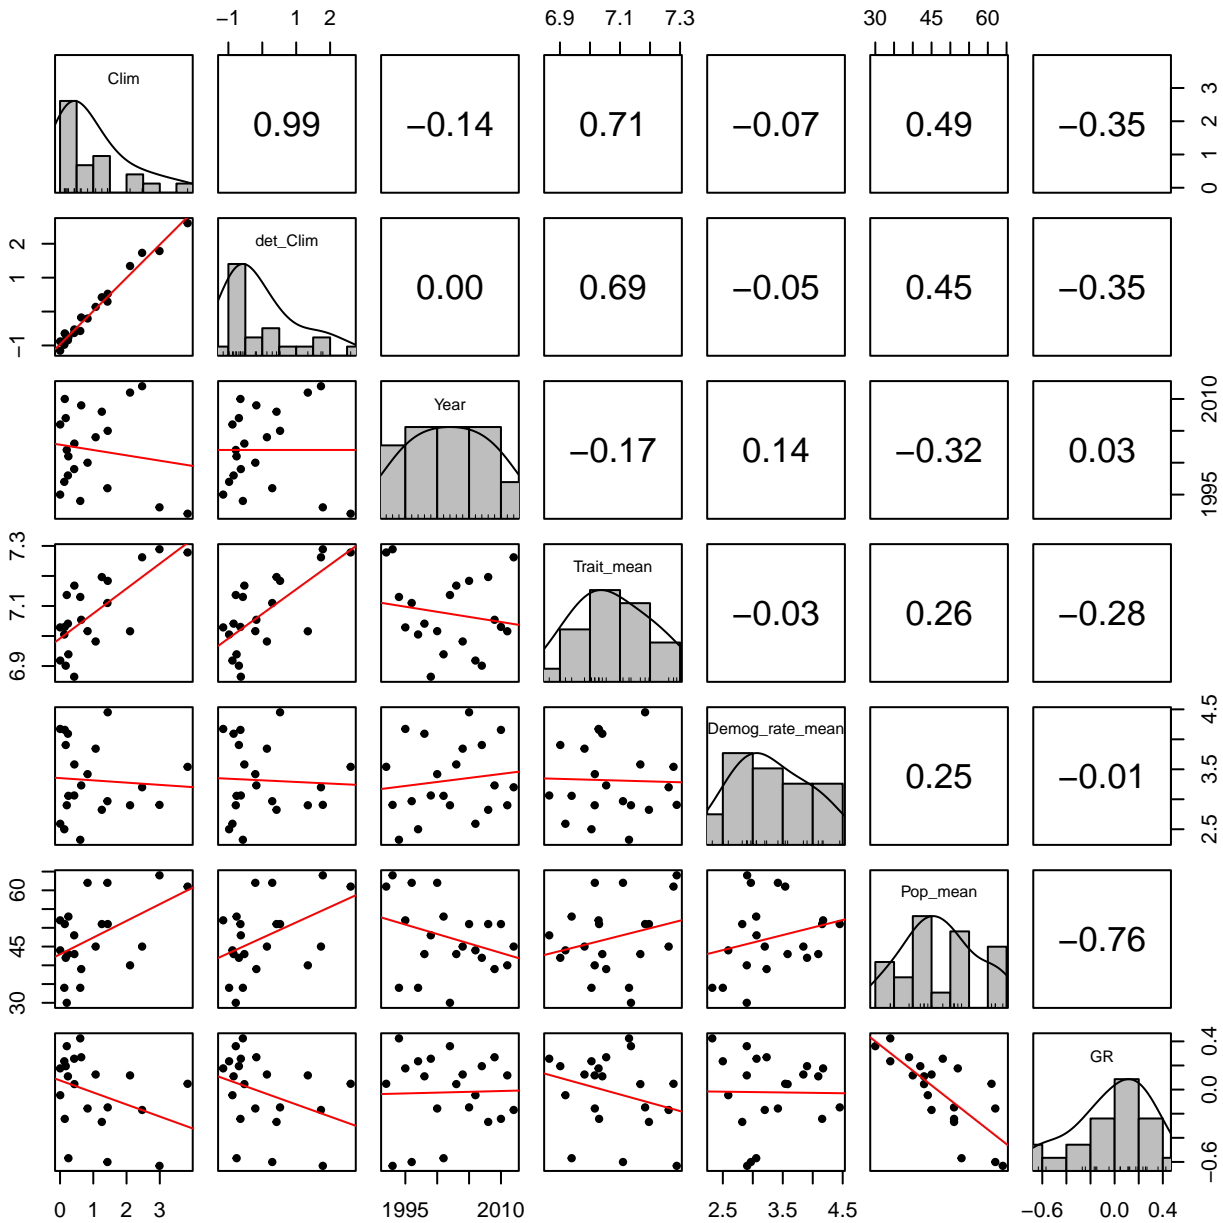 −1 1 2 6.9 7.1 7.3 30 45 60
Clim 0.99 −0.14 0.71 −0.07 0.49 −0.35 0 1 2 3
−1 1 2 det_Clim 0.00 0.69 −0.05 0.45 −0.35
Year −0.17 0.14 −0.32 0.03 1995 2010
6.9 7.1 7.3 Trait_mean −0.03 0.26 −0.28
Demog_rate_mean 0.25 −0.01 2.5 3.5 4.5
30 45 60 Pop_mean −0.76
GR −0.6 0.0 0.4
0 1 2 3 1995 2010 2.5 3.5 4.5 −0.6 0.0 0.4